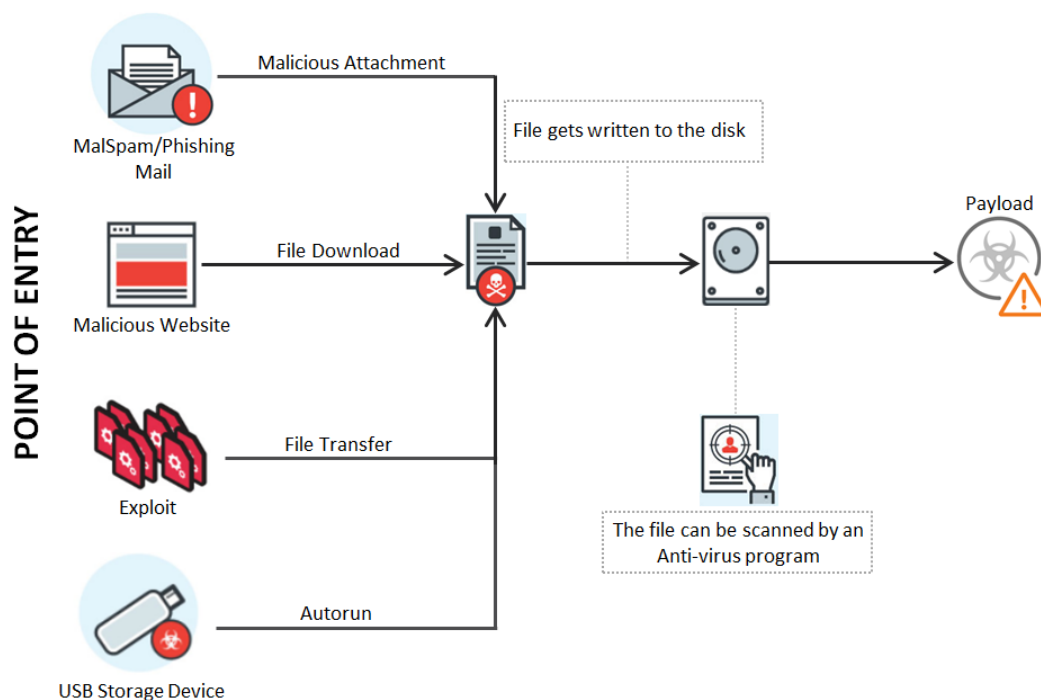 Malicious Attachment
MalSpam/Phishing
Mail
File gets written to the disk
POINT OF ENTRY
File Download
Malicious Website
Payload
File Transfer
Exploit
The file can be scanned by an
Anti-virus program
Autorun
USB Storage Device